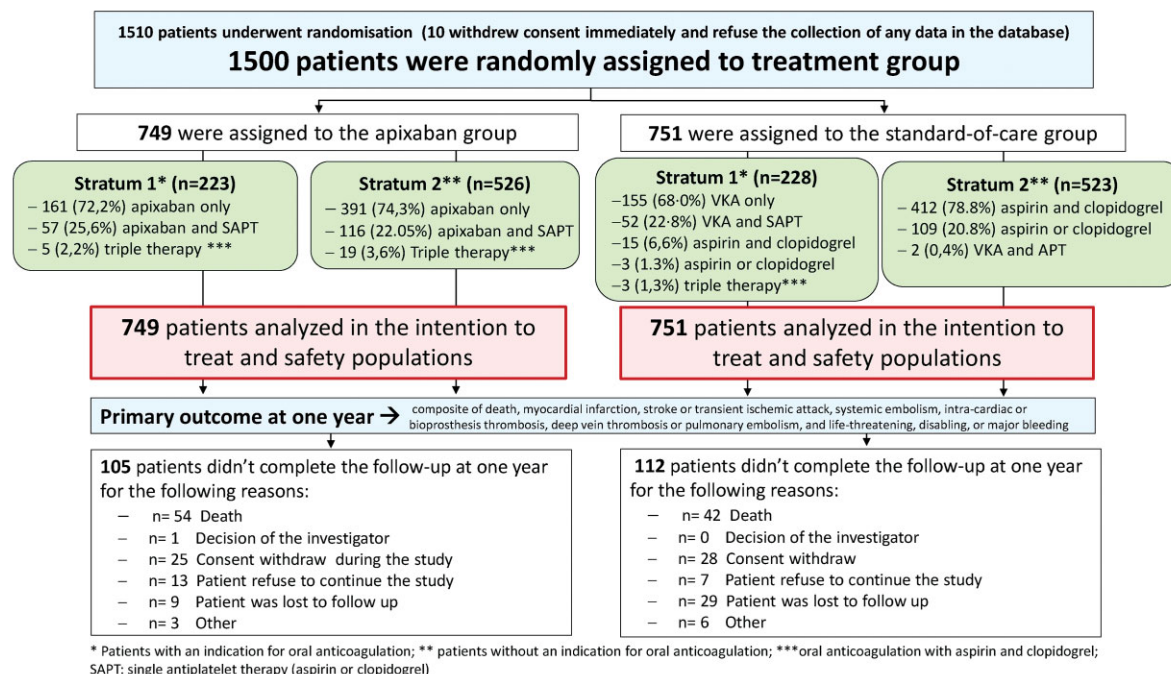 1510 patients underwent randomisation (10 withdrew consent immediately and refuse the collection of any data in the database)
1500 patients were randomly assigned to treatment group
749 were assigned to the apixaban group
751 were assigned to the standard-of-care group
Stratum 1* (n=223)
– 161 (72,2%) apixaban only
– 57 (25,6%) apixaban and SAPT
– 5 (2,2%) triple therapy ***
Stratum 2** (n=526)
– 391 (74,3%) apixaban only
– 116 (22.05%) apixaban and SAPT
– 19 (3,6%) Triple therapy***
Stratum 1* (n=228)
–155 (68·0%) VKA only
–52 (22·8%) VKA and SAPT
–15 (6,6%) aspirin and clopidogrel
–3 (1.3%) aspirin or clopidogrel
–3 (1,3%) triple therapy***
Stratum 2** (n=523)
– 412 (78.8%) aspirin and clopidogrel
– 109 (20.8%) aspirin or clopidogrel
– 2 (0,4%) VKA and APT
749 patients analyzed in the intention to
treat and safety populations
751 patients analyzed in the intention to
treat and safety populations
Primary outcome at one year →
composite of death, myocardial infarction, stroke or transient ischemic attack, systemic embolism, intra-cardiac or
bioprosthesis thrombosis, deep vein thrombosis or pulmonary embolism, and life-threatening, disabling, or major bleeding
105 patients didn't complete the follow-up at one year
for the following reasons:
– n= 54 Death
– n= 1 Decision of the investigator
– n= 25 Consent withdraw during the study
– n= 13 Patient refuse to continue the study
– n= 9 Patient was lost to follow up
– n= 3 Other
112 patients didn't complete the follow-up at one year
for the following reasons:
– n= 42 Death
– n= 0 Decision of the investigator
– n= 28 Consent withdraw
– n= 7 Patient refuse to continue the study
– n= 29 Patient was lost to follow up
– n= 6 Other
* Patients with an indication for oral anticoagulation; ** patients without an indication for oral anticoagulation; ***oral anticoagulation with aspirin and clopidogrel;
SAPT: single antiplatelet therapy (aspirin or clopidogrel)